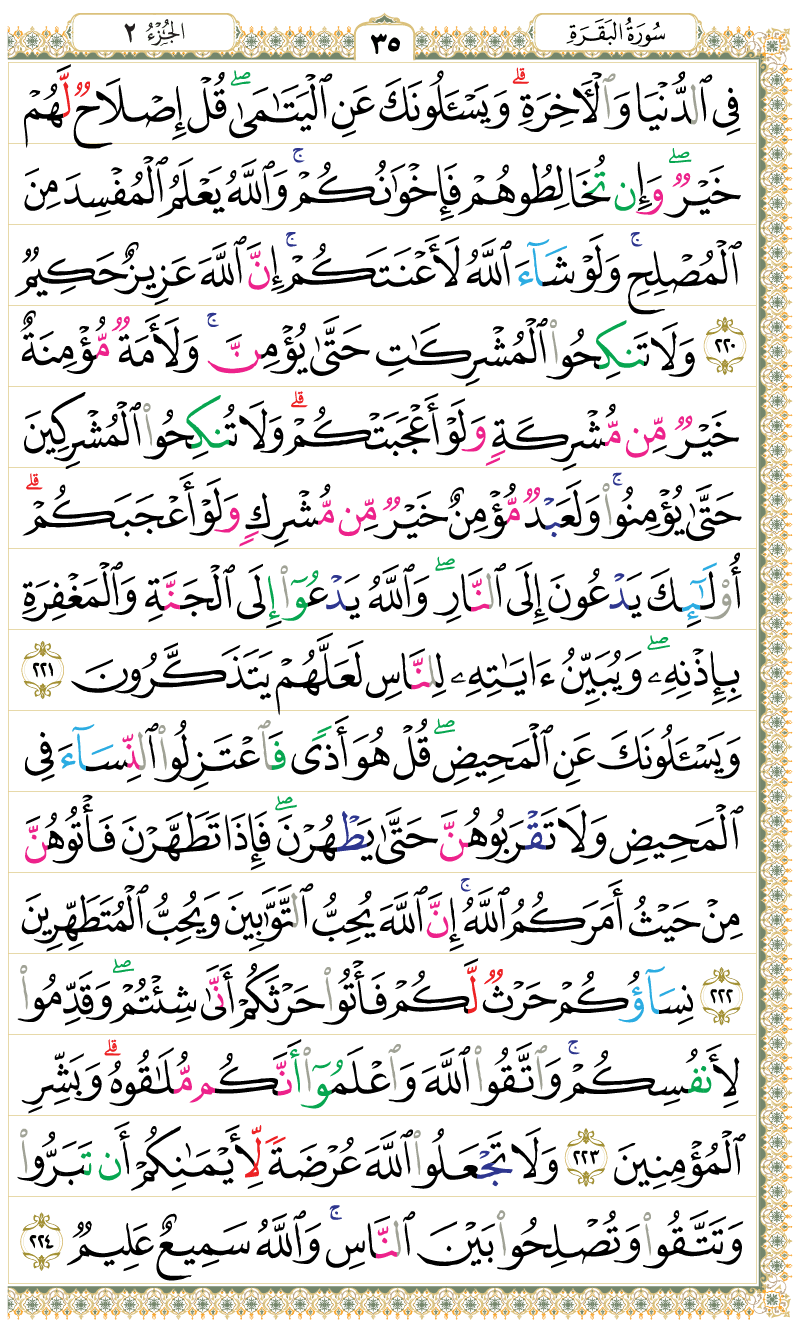 سُورَةُ البَقَرَةِ ٣٥ الجُزْءُ ٢
فِى ٱلدُّنْيَا وَٱلْـَٔاخِرَةِ ۗ وَيَسْـَٔلُونَكَ عَنِ ٱلْيَتَـٰمَىٰ ۖ قُلْ إِصْلَاحٌ لَّهُمْ
خَيْرٌ ۖ وَإِن تُخَالِطُوهُمْ فَإِخْوَٰنُكُمْ ۚ وَٱللَّهُ يَعْلَمُ ٱلْمُفْسِدَ مِنَ
ٱلْمُصْلِحِ ۚ وَلَوْ شَآءَ ٱللَّهُ لَأَعْنَتَكُمْ ۚ إِنَّ ٱللَّهَ عَزِيزٌ حَكِيمٌ
٢٢٠ وَلَا تَنكِحُوا۟ ٱلْمُشْرِكَـٰتِ حَتَّىٰ يُؤْمِنَّ ۚ وَلَأَمَةٌ مُّؤْمِنَةٌ
خَيْرٌ مِّن مُّشْرِكَةٍ وَلَوْ أَعْجَبَتْكُمْ ۗ وَلَا تُنكِحُوا۟ ٱلْمُشْرِكِينَ
حَتَّىٰ يُؤْمِنُوا۟ ۚ وَلَعَبْدٌ مُّؤْمِنٌ خَيْرٌ مِّن مُّشْرِكٍ وَلَوْ أَعْجَبَكُمْ ۗ
أُو۟لَـٰٓئِكَ يَدْعُونَ إِلَى ٱلنَّارِ ۖ وَٱللَّهُ يَدْعُوٓا۟ إِلَى ٱلْجَنَّةِ وَٱلْمَغْفِرَةِ
بِإِذْنِهِۦ ۖ وَيُبَيِّنُ ءَايَـٰتِهِۦ لِلنَّاسِ لَعَلَّهُمْ يَتَذَكَّرُونَ ٢٢١
وَيَسْـَٔلُونَكَ عَنِ ٱلْمَحِيضِ ۖ قُلْ هُوَ أَذًى فَٱعْتَزِلُوا۟ ٱلنِّسَآءَ فِى
ٱلْمَحِيضِ وَلَا تَقْرَبُوهُنَّ حَتَّىٰ يَطْهُرْنَ ۖ فَإِذَا تَطَهَّرْنَ فَأْتُوهُنَّ
مِنْ حَيْثُ أَمَرَكُمُ ٱللَّهُ ۚ إِنَّ ٱللَّهَ يُحِبُّ ٱلتَّوَّٰبِينَ وَيُحِبُّ ٱلْمُتَطَهِّرِينَ
٢٢٢ نِسَآؤُكُمْ حَرْثٌ لَّكُمْ فَأْتُوا۟ حَرْثَكُمْ أَنَّىٰ شِئْتُمْ ۖ وَقَدِّمُوا۟
لِأَنفُسِكُمْ ۚ وَٱتَّقُوا۟ ٱللَّهَ وَٱعْلَمُوٓا۟ أَنَّكُم مُّلَـٰقُوهُ ۗ وَبَشِّرِ
ٱلْمُؤْمِنِينَ ٢٢٣ وَلَا تَجْعَلُوا۟ ٱللَّهَ عُرْضَةً لِّأَيْمَـٰنِكُمْ أَن تَبَرُّوا۟
وَتَتَّقُوا۟ وَتُصْلِحُوا۟ بَيْنَ ٱلنَّاسِ ۚ وَٱللَّهُ سَمِيعٌ عَلِيمٌ ٢٢٤